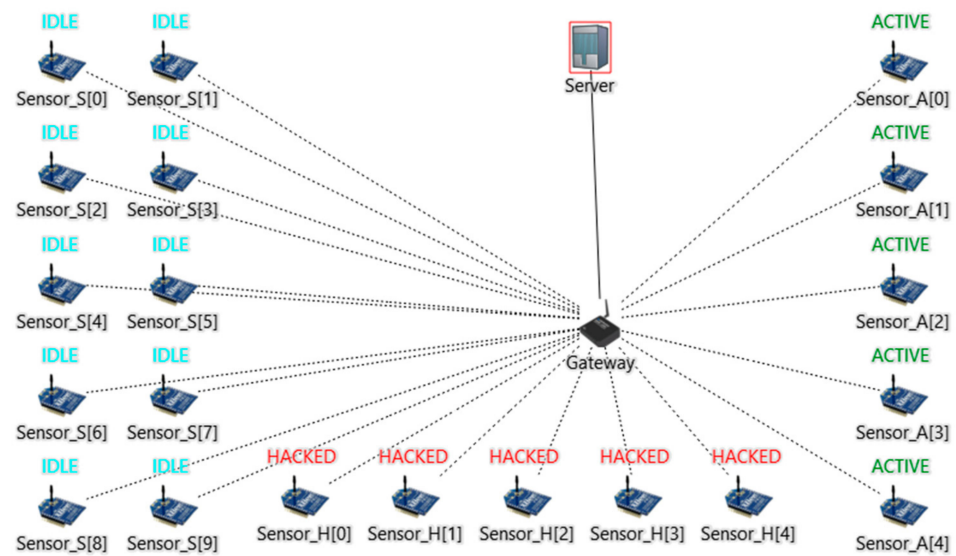 IDLE IDLE ACTIVE
Server
Sensor_S[0] Sensor_S[1] Sensor_A[0]
IDLE IDLE ACTIVE
Sensor_S[2] Sensor_S[3] Sensor_A[1]
IDLE IDLE ACTIVE
Sensor_S[4] Sensor_S[5] Sensor_A[2]
IDLE IDLE ACTIVE
Gateway
Sensor_S[6] Sensor_S[7] Sensor_A[3]
IDLE IDLE HACKED HACKED HACKED HACKED HACKED ACTIVE
Sensor_H[0] Sensor_H[1] Sensor_H[2] Sensor_H[3] Sensor_H[4]
Sensor_S[8] Sensor_S[9] Sensor_A[4]